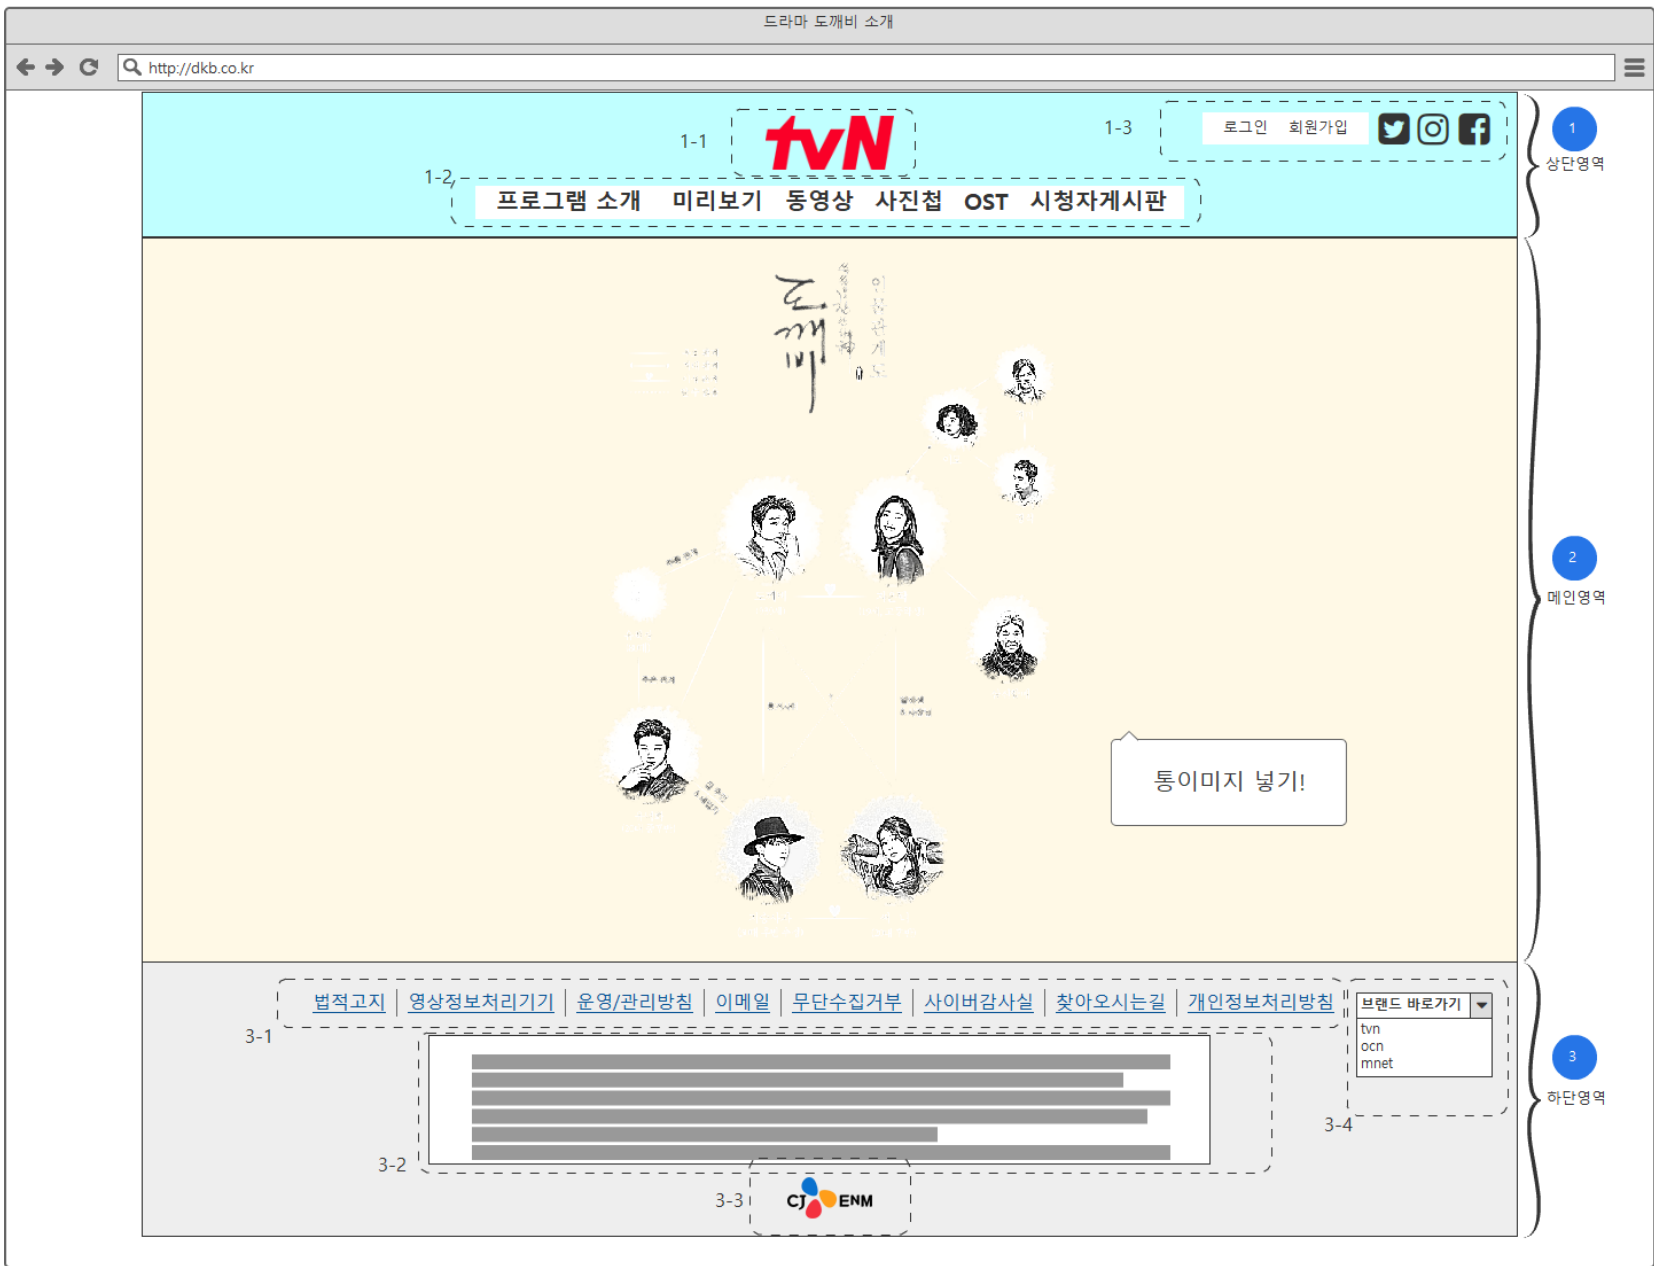 드라마 도깨비 소개
http://dkb.co.kr
1-1
tvN
1-3
로그인 회원가입
1
상단영역
1-2
프로그램 소개 미리보기 동영상 사진첩 OST 시청자게시판
도깨비
2
메인영역
통이미지 넣기!
법적고지 영상정보처리기기 운영/관리방침 이메일 무단수집거부 사이버감사실 찾아오시는길 개인정보처리방침
브랜드 바로가기
tvn
ocn
mnet
3-1
3
하단영역
3-4
3-2
3-3
CJ ENM